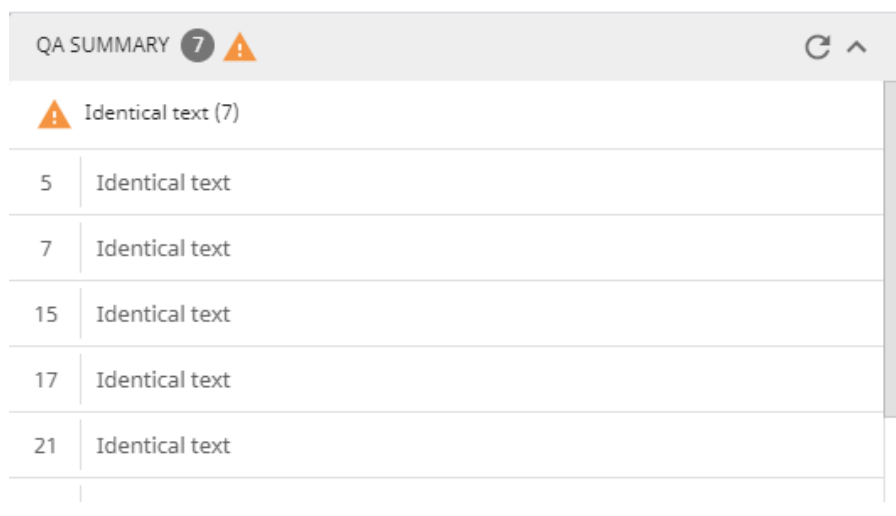 QA SUMMARY 7
Identical text (7)
5 Identical text
7 Identical text
15 Identical text
17 Identical text
21 Identical text